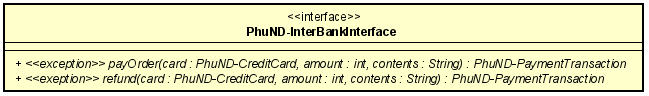 <<interface>>
PhuND-InterBankInterface
+ <<exception>> payOrder(card : PhuND-CreditCard, amount : int, contents : String) : PhuND-PaymentTransaction
+ <<exeption>> refund(card : PhuND-CreditCard, amount : int, contents : String) : PhuND-PaymentTransaction